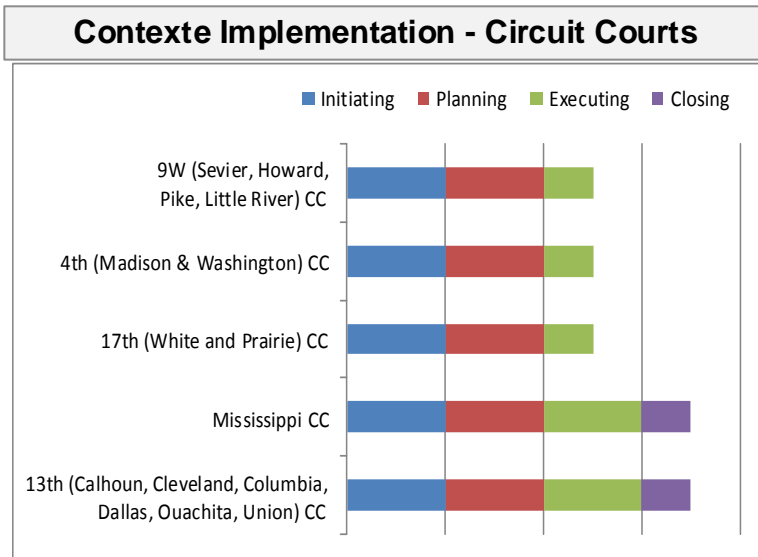 Contexte Implementation - Circuit Courts
Initiating Planning Executing Closing
9W (Sevier, Howard,
Pike, Little River) CC
4th (Madison & Washington) CC
17th (White and Prairie) CC
Mississippi CC
13th (Calhoun, Cleveland, Columbia,
Dallas, Ouachita, Union) CC